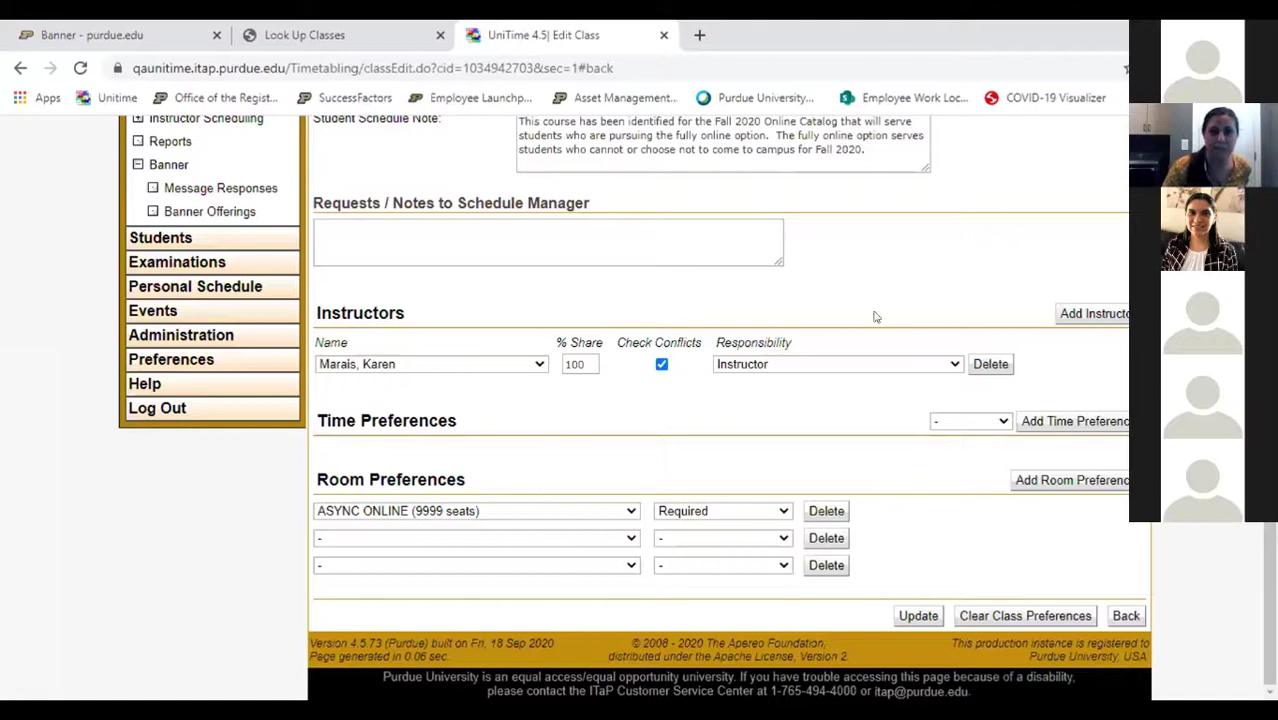 Banner - purdue.edu
Look Up Classes
UniTime 4.5| Edit Class
qaunitime.itap.purdue.edu/Timetabling/classEdit.do?cid=1034942703&sec=1#back
Apps Unitime Office of the Regist... SuccessFactors Employee Launchp... Asset Management... Purdue University... Employee Work Loc... COVID-19 Visualizer
Instructor Scheduling
Reports
Banner
Message Responses
Banner Offerings
Students
Examinations
Personal Schedule
Events
Administration
Preferences
Help
Log Out
Student Schedule Note:
This course has been identified for the Fall 2020 Online Catalog that will serve
students who are pursuing the fully online option. The fully online option serves
students who cannot or choose not to come to campus for Fall 2020.
Requests / Notes to Schedule Manager
Instructors
Add Instructo
Name % Share Check Conflicts Responsibility
Marais, Karen 100 Instructor Delete
Time Preferences
- Add Time Preferenc
Room Preferences
Add Room Preferenc
ASYNC ONLINE (9999 seats) Required Delete
- - Delete
- - Delete
Update Clear Class Preferences Back
Version 4.5.73 (Purdue) built on Fri, 18 Sep 2020 © 2008 - 2020 The Apereo Foundation, This production instance is registered to
Page generated in 0.06 sec. distributed under the Apache License, Version 2. Purdue University, USA
Purdue University is an equal access/equal opportunity university. If you have trouble accessing this page because of a disability,
please contact the ITaP Customer Service Center at 1-765-494-4000 or itap@purdue.edu.